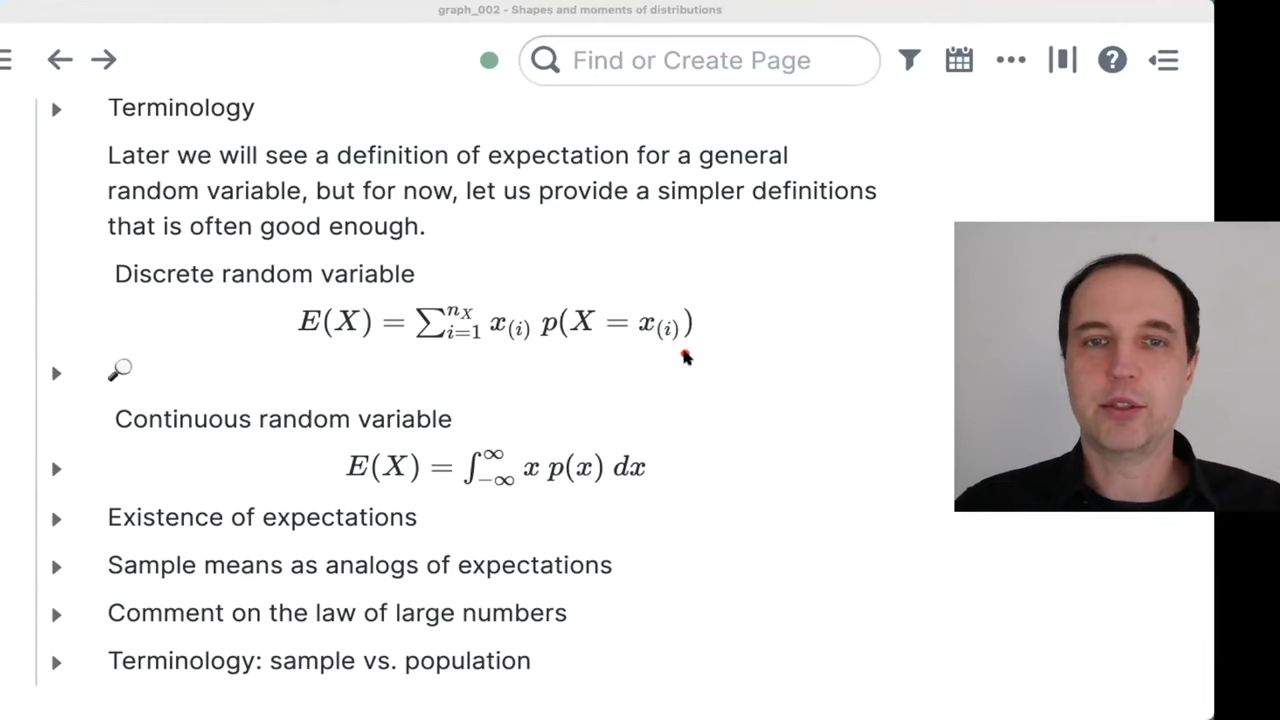 graph_002 - Shapes and moments of distributions
Find or Create Page
Terminology
Later we will see a definition of expectation for a general
random variable, but for now, let us provide a simpler definitions
that is often good enough.
Discrete random variable
E(X) = ∑_{i=1}^{n_X} x_{(i)} p(X = x_{(i)})
Continuous random variable
E(X) = ∫_{-∞}^{∞} x p(x) dx
Existence of expectations
Sample means as analogs of expectations
Comment on the law of large numbers
Terminology: sample vs. population